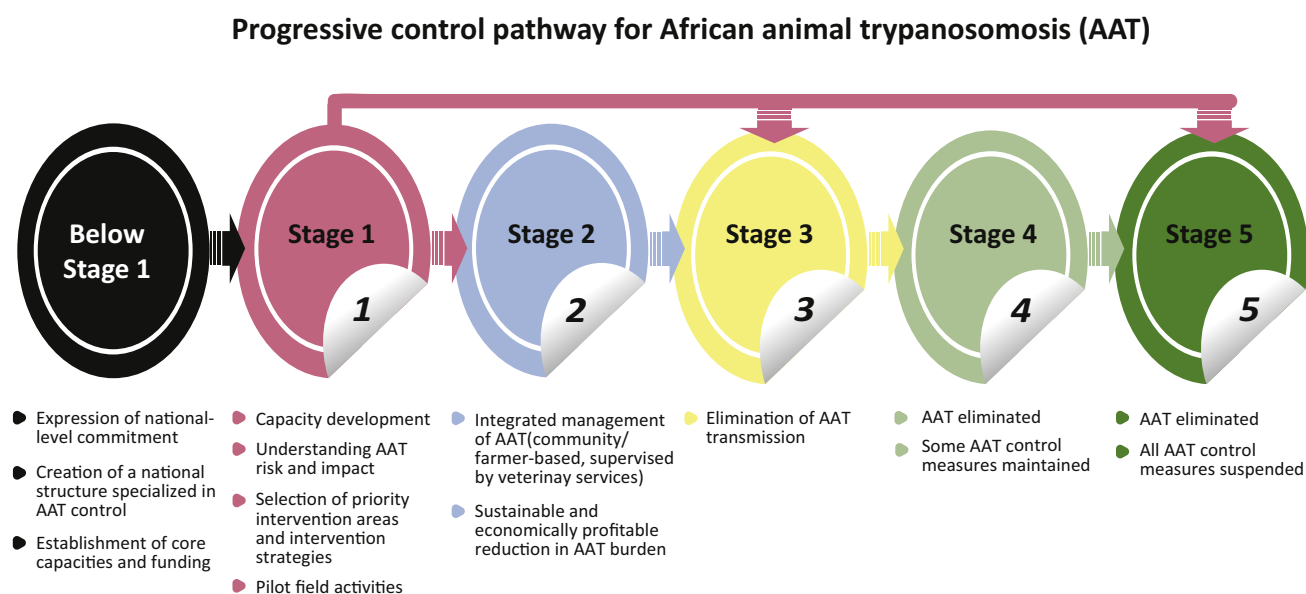 Progressive control pathway for African animal trypanosomosis (AAT)
Below
Stage 1
Stage 1
1
Stage 2
2
Stage 3
3
Stage 4
4
Stage 5
5
Expression of national-
level commitment
Creation of a national
structure specialized in
AAT control
Establishment of core
capacities and funding
Capacity development
Understanding AAT
risk and impact
Selection of priority
intervention areas
and intervention
strategies
Pilot field activities
Integrated management
of AAT(community/
farmer-based, supervised
by veterinay services)
Sustainable and
economically profitable
reduction in AAT burden
Elimination of AAT
transmission
AAT eliminated
Some AAT control
measures maintained
AAT eliminated
All AAT control
measures suspended